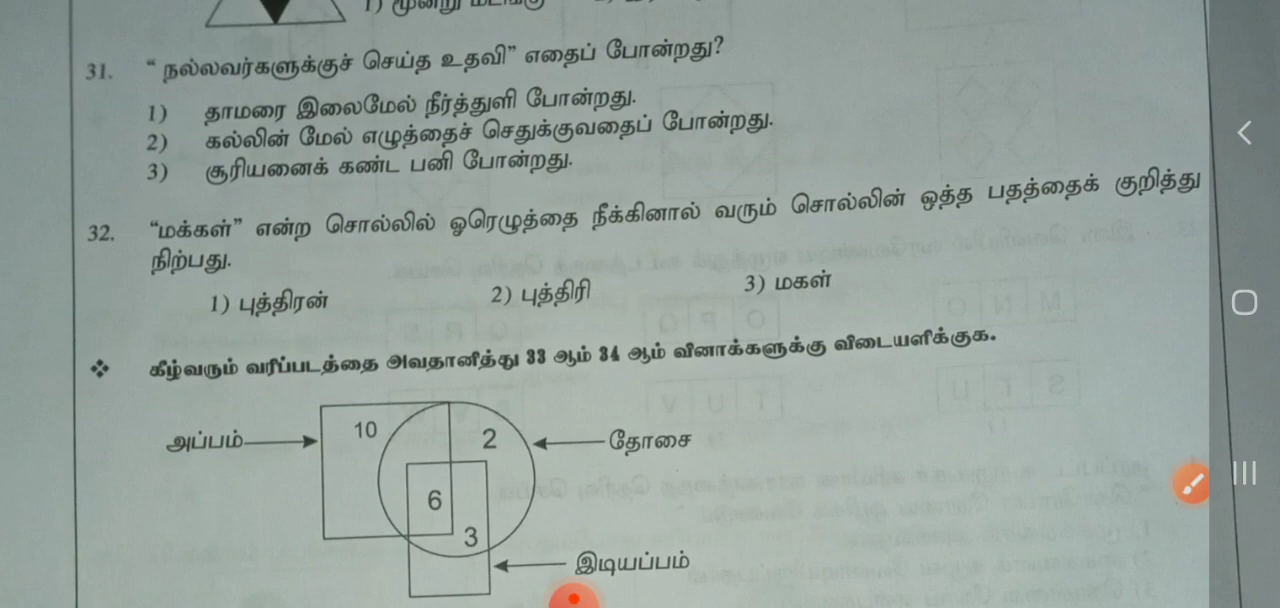 1) மூன்று
31. “ நல்லவர்களுக்குச் செய்த உதவி” எதைப் போன்றது?
1) தாமரை இலைமேல் நீர்த்துளி போன்றது.
2) கல்லின் மேல் எழுத்தைச் செதுக்குவதைப் போன்றது.
3) சூரியனைக் கண்ட பனி போன்றது.
32. “மக்கள்” என்ற சொல்லில் ஓரெழுத்தை நீக்கினால் வரும் சொல்லின் ஒத்த பதத்தைக் குறித்து
நிற்பது.
1) புத்திரன் 2) புத்திரி 3) மகள்
❖ கீழ்வரும் வரிப்படத்தை அவதானித்து 33 ஆம் 34 ஆம் வினாக்களுக்கு விடையளிக்குக.
அப்பம் 10 2 தோசை
6
3
இடியப்பம்